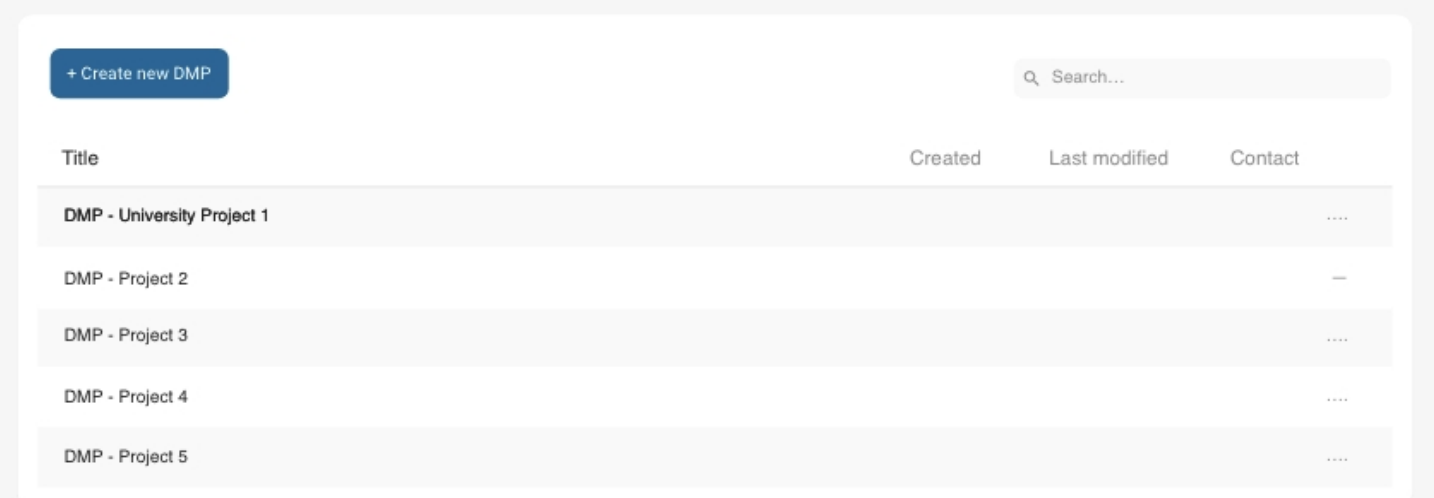 + Create new DMP
Search...
Title Created Last modified Contact
DMP - University Project 1 ....
DMP - Project 2 —
DMP - Project 3 ....
DMP - Project 4 ....
DMP - Project 5 ....